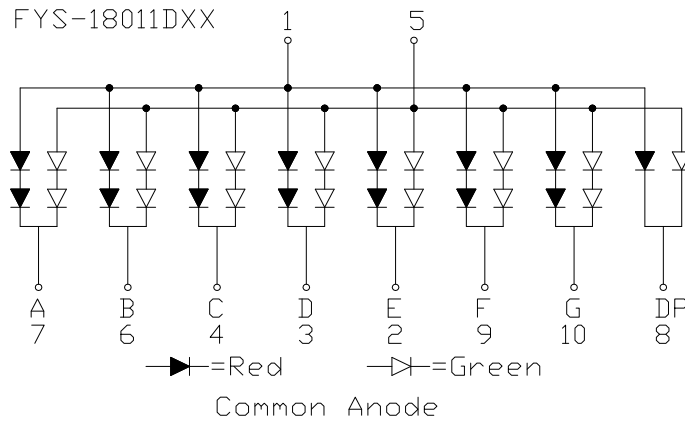 FYS-18011DXX 1 5
A B C D E F G DP
7 6 4 3 2 9 10 8
=Red =Green
Common Anode